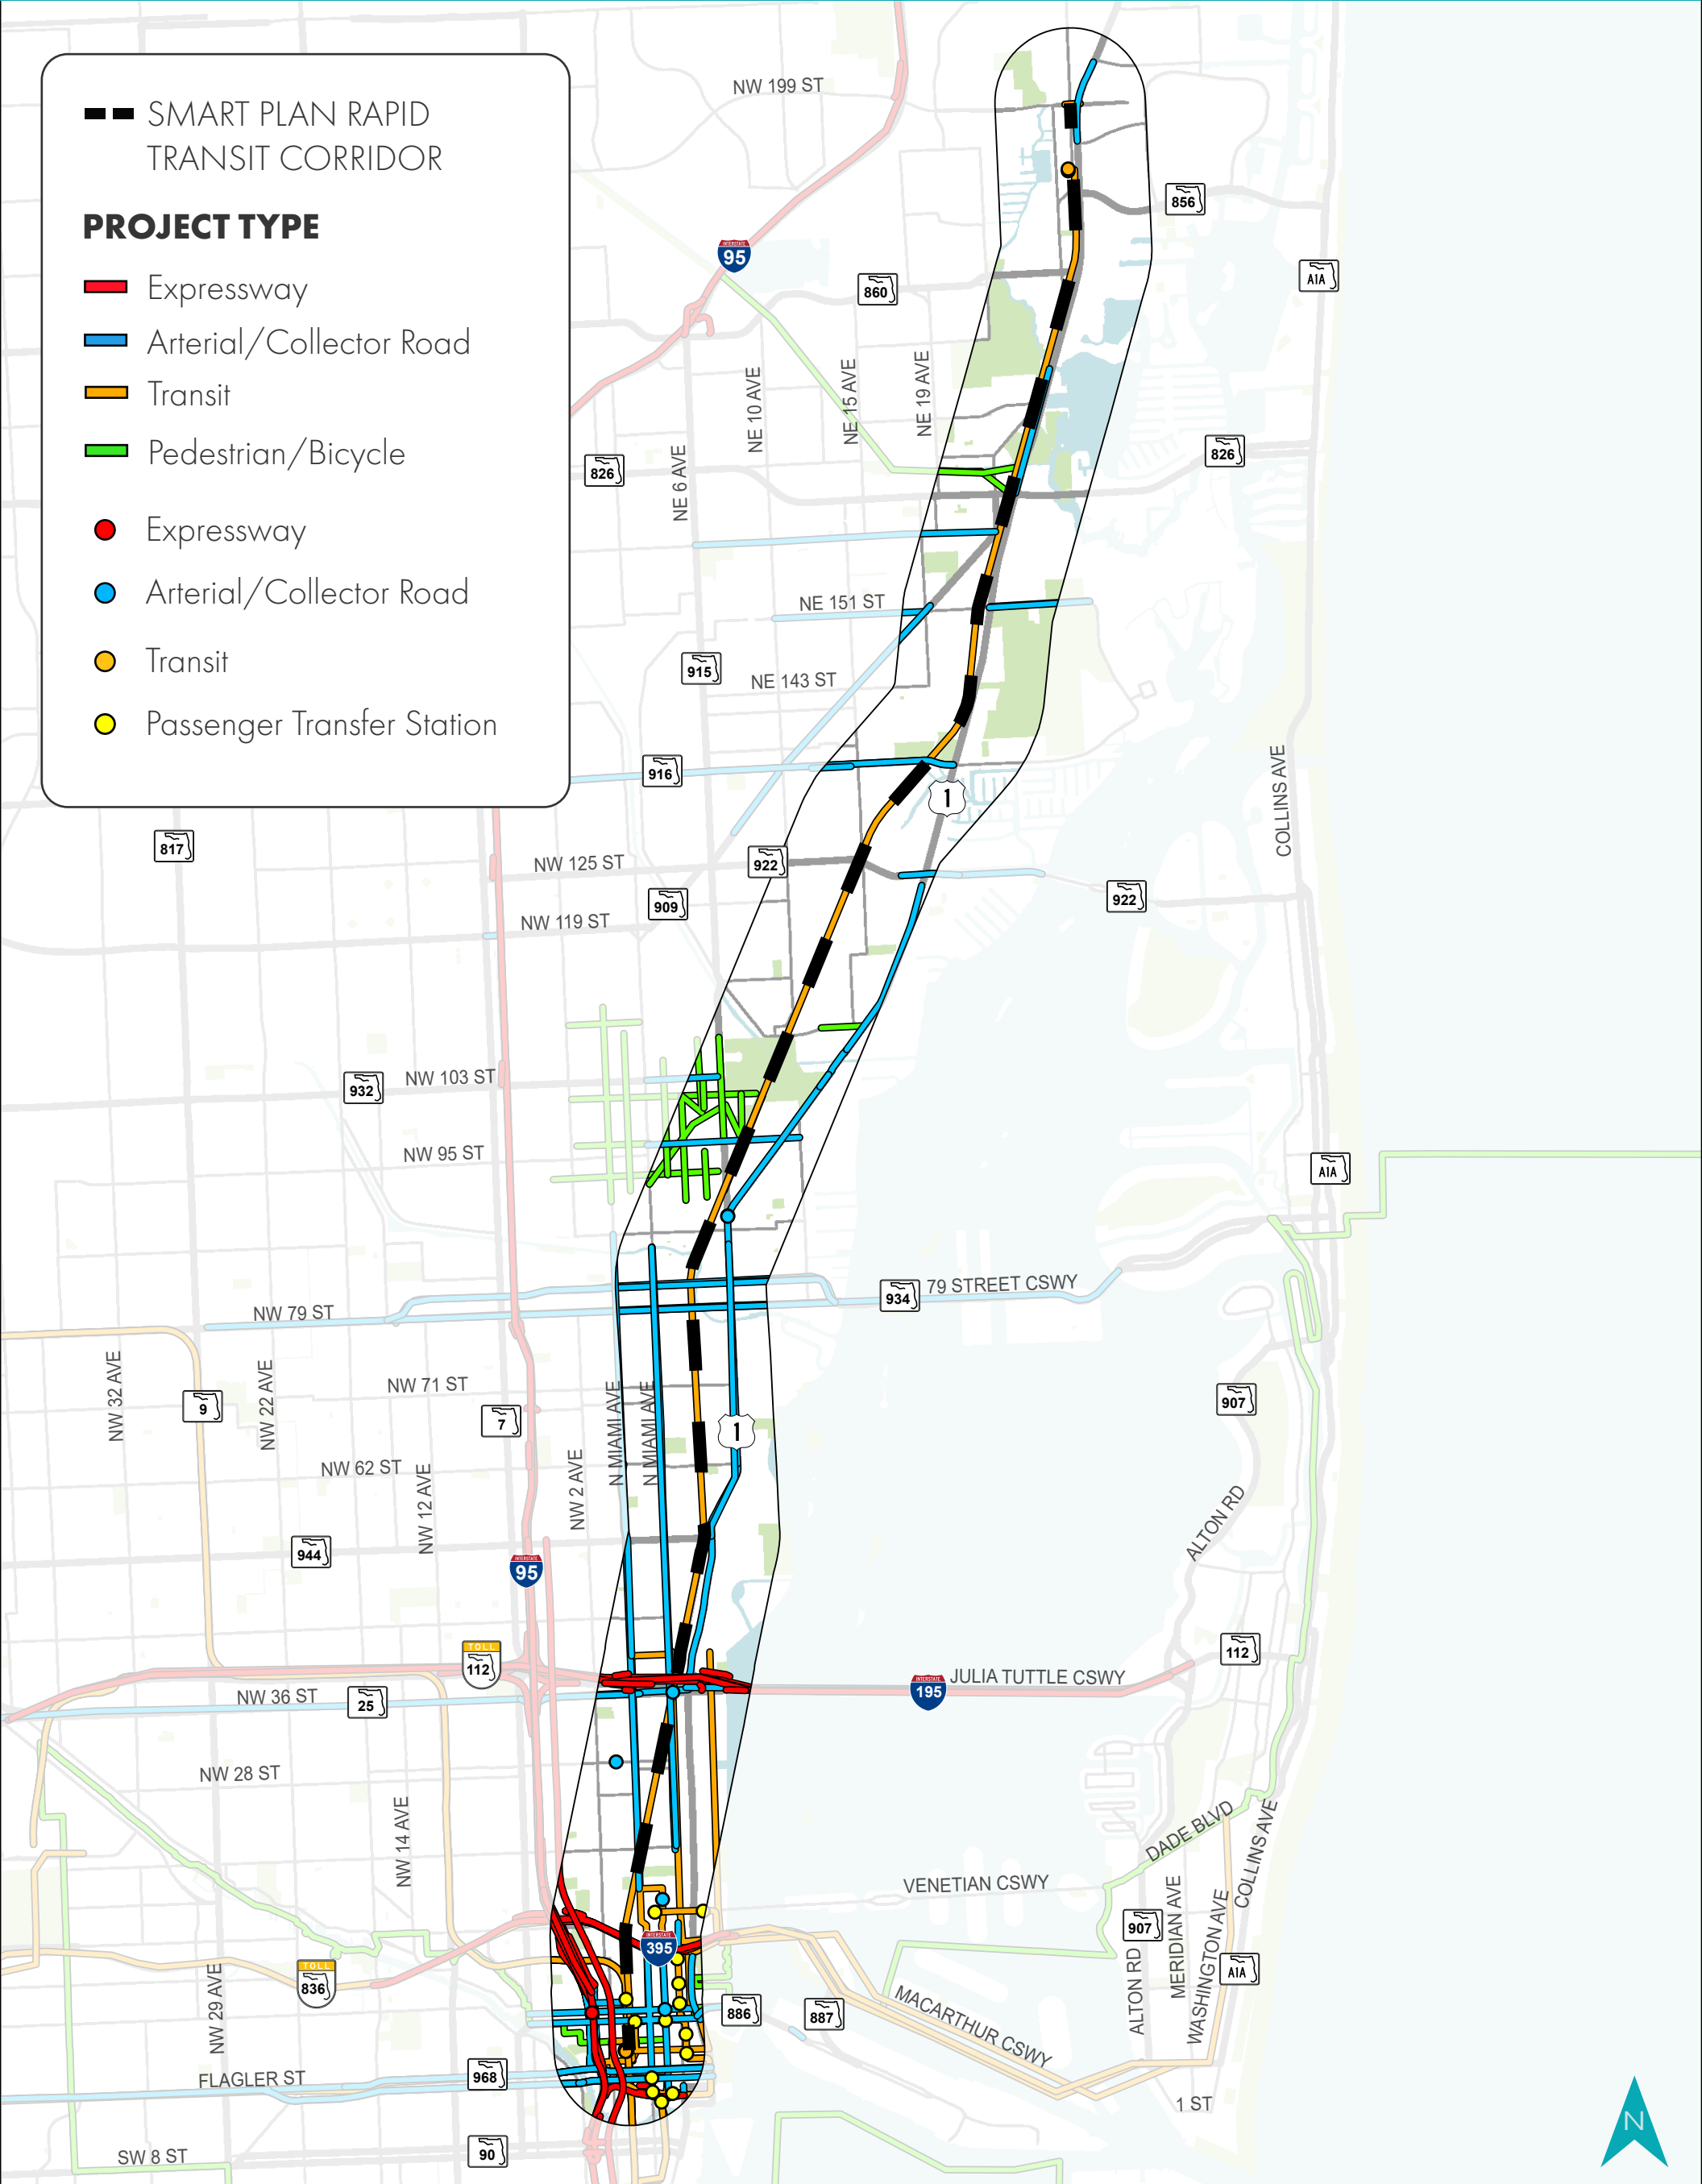 SMART PLAN RAPID
TRANSIT CORRIDOR
PROJECT TYPE
Expressway
Arterial/Collector Road
Transit
Pedestrian/Bicycle
Expressway
Arterial/Collector Road
Transit
Passenger Transfer Station
NW 199 ST
856
INTERSTATE
95
A1A
860
NE 10 AVE
NE 15 AVE
NE 19 AVE
NE 6 AVE
826
826
NE 151 ST
915
NE 143 ST
916
1
COLLINS AVE
817
NW 125 ST
922
909
922
NW 119 ST
NW 103 ST
932
NW 95 ST
A1A
934
79 STREET CSWY
NW 79 ST
NW 32 AVE
NW 22 AVE
NW 71 ST
9
7
N MIAMI AVE
N MIAMI AVE
907
1
NW 62 ST
NW 12 AVE
NW 2 AVE
ALTON RD
944
INTERSTATE
95
TOLL
112
112
JULIA TUTTLE CSWY
INTERSTATE
195
NW 36 ST
25
NW 28 ST
NW 14 AVE
DADE BLVD
COLLINS AVE
VENETIAN CSWY
MERIDIAN AVE
WASHINGTON AVE
907
INTERSTATE
395
A1A
TOLL
836
NW 29 AVE
ALTON RD
886
887
MACARTHUR CSWY
FLAGLER ST
968
1 ST
N
SW 8 ST
90